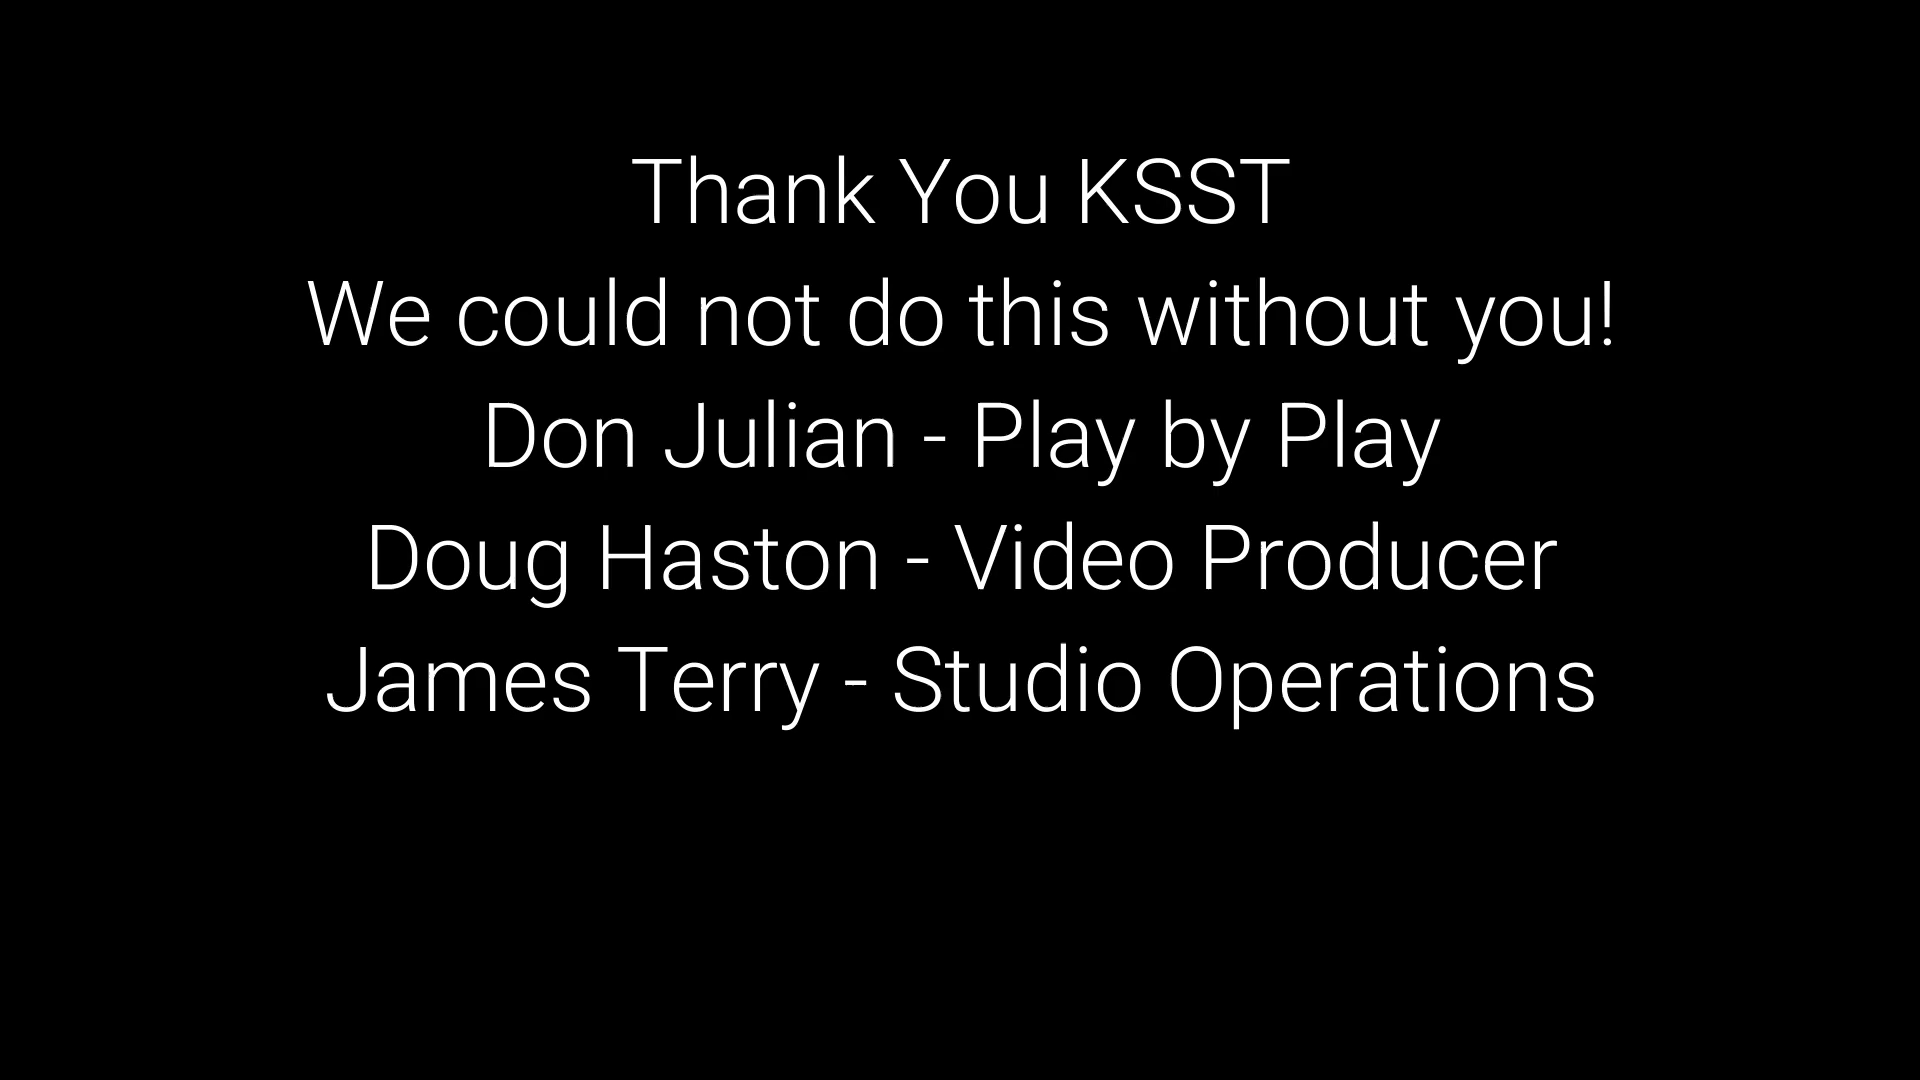 Thank You KSST
We could not do this without you!
Don Julian - Play by Play
Doug Haston - Video Producer
James Terry - Studio Operations